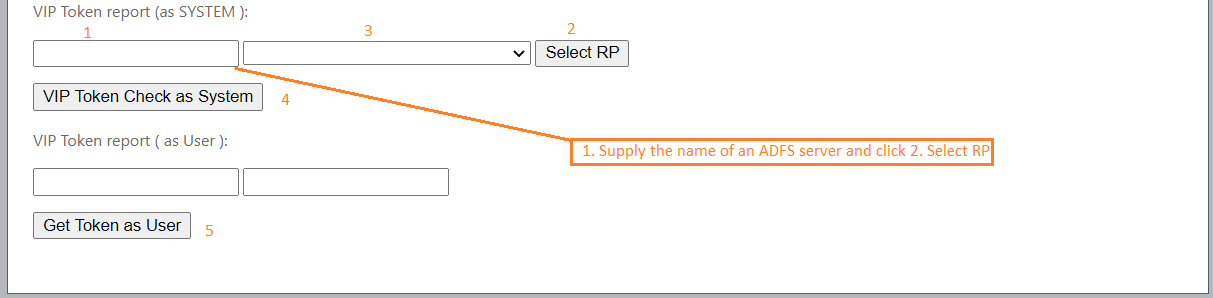 VIP Token report (as SYSTEM ):
1
3
2
Select RP
VIP Token Check as System
4
VIP Token report ( as User ):
1. Supply the name of an ADFS server and click 2. Select RP
Get Token as User
5